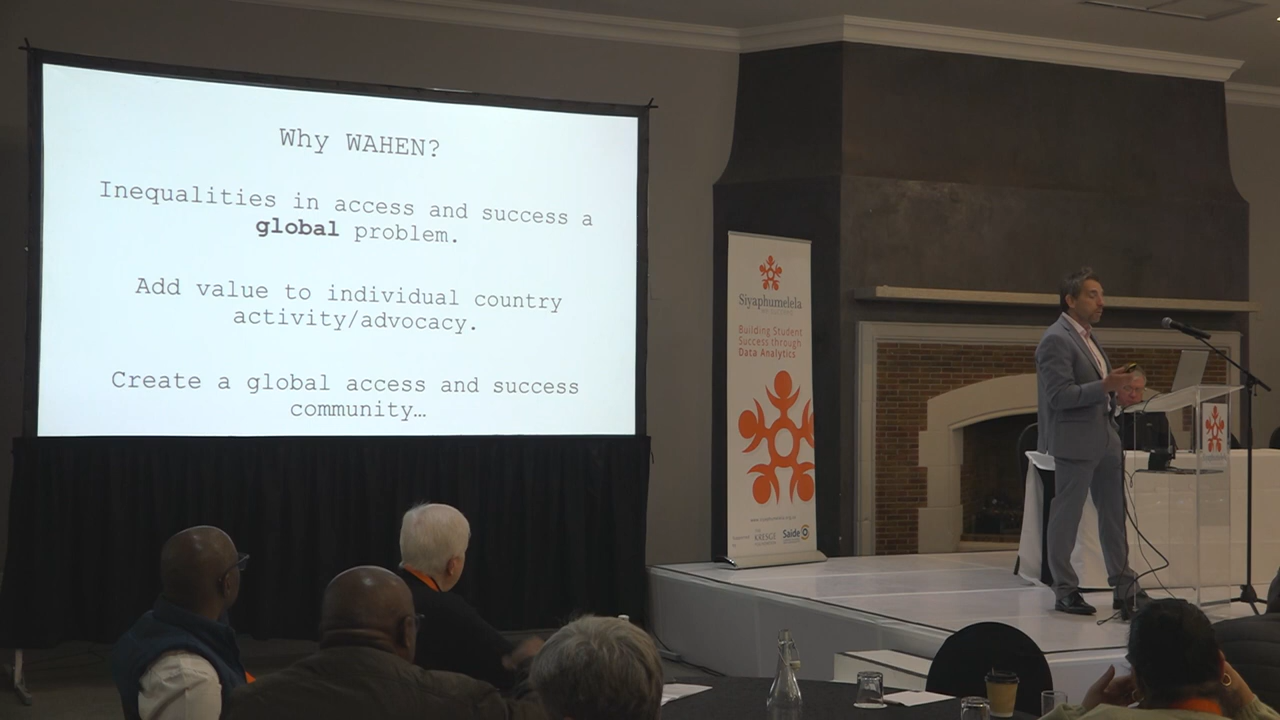 Why WAHEN?
Inequalities in access and success a
global problem.
Add value to individual country
activity/advocacy.
Create a global access and success
community…
Siyaphumelela
Building Student
Success through
Data Analytics
KRESGE
Saide